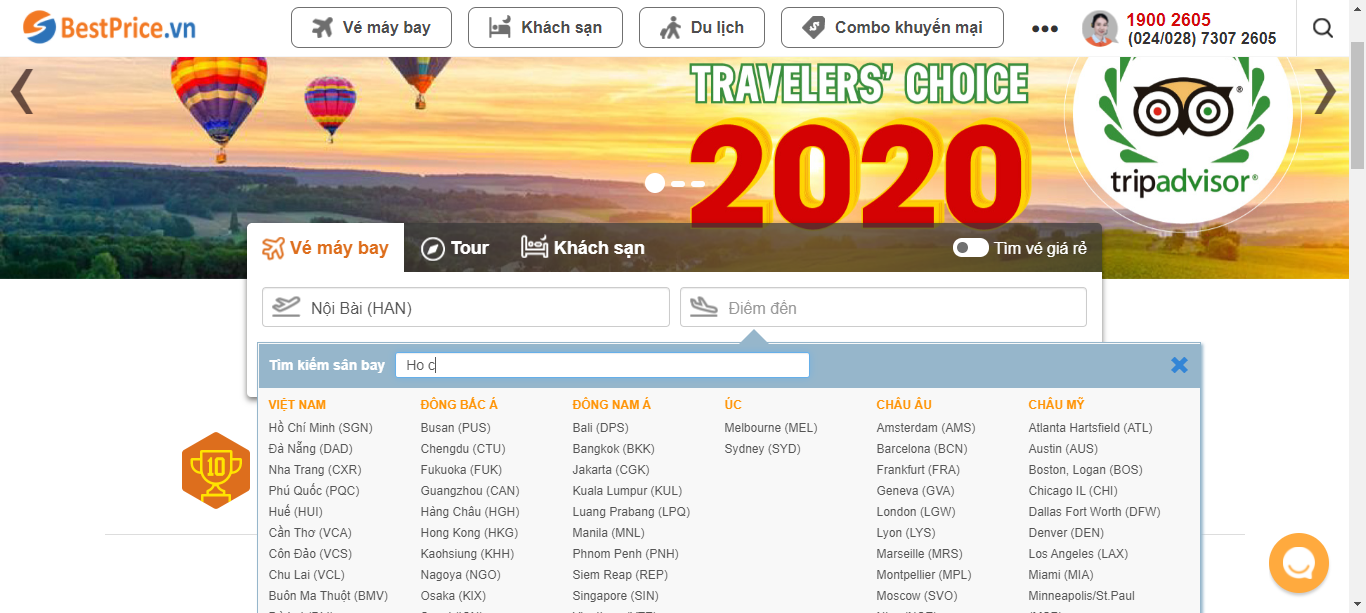 BestPrice.vn
Vé máy bay
Khách sạn
Du lịch
Combo khuyến mại
1900 2605
(024/028) 7307 2605
TRAVELERS' CHOICE
2020
tripadvisor®
Vé máy bay
Tour
Khách sạn
Tìm vé giá rẻ
Nội Bài (HAN)
Điểm đến
Tìm kiếm sân bay
Ho c
VIỆT NAM
Hồ Chí Minh (SGN)
Đà Nẵng (DAD)
Nha Trang (CXR)
Phú Quốc (PQC)
Huế (HUI)
Cần Thơ (VCA)
Côn Đảo (VCS)
Chu Lai (VCL)
Buôn Ma Thuột (BMV)
ĐÔNG BẮC Á
Busan (PUS)
Chengdu (CTU)
Fukuoka (FUK)
Guangzhou (CAN)
Hàng Châu (HGH)
Hong Kong (HKG)
Kaohsiung (KHH)
Nagoya (NGO)
Osaka (KIX)
ĐÔNG NAM Á
Bali (DPS)
Bangkok (BKK)
Jakarta (CGK)
Kuala Lumpur (KUL)
Luang Prabang (LPQ)
Manila (MNL)
Phnom Penh (PNH)
Siem Reap (REP)
Singapore (SIN)
ÚC
Melbourne (MEL)
Sydney (SYD)
CHÂU ÂU
Amsterdam (AMS)
Barcelona (BCN)
Frankfurt (FRA)
Geneva (GVA)
London (LGW)
Lyon (LYS)
Marseille (MRS)
Montpellier (MPL)
Moscow (SVO)
CHÂU MỸ
Atlanta Hartsfield (ATL)
Austin (AUS)
Boston, Logan (BOS)
Chicago IL (CHI)
Dallas Fort Worth (DFW)
Denver (DEN)
Los Angeles (LAX)
Miami (MIA)
Minneapolis/St.Paul
10